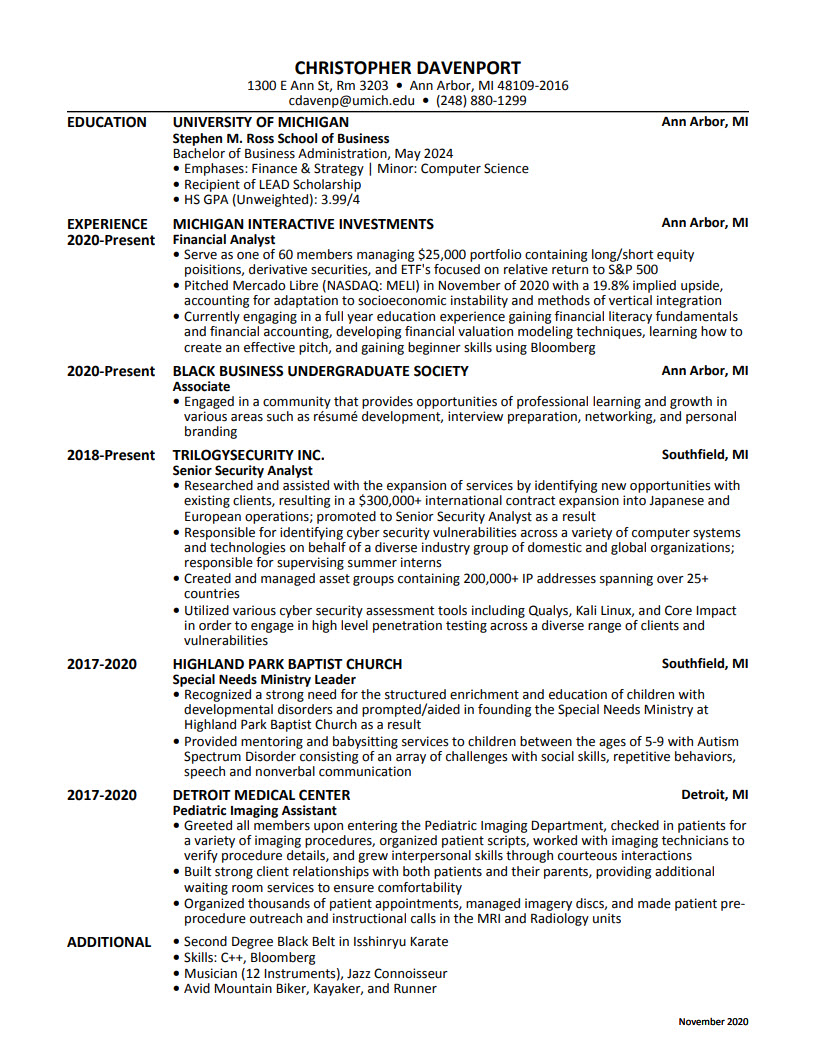 CHRISTOPHER DAVENPORT
1300 E Ann St, Rm 3203 • Ann Arbor, MI 48109-2016
cdavenp@umich.edu • (248) 880-1299
EDUCATION UNIVERSITY OF MICHIGAN Ann Arbor, MI
Stephen M. Ross School of Business
Bachelor of Business Administration, May 2024
• Emphases: Finance & Strategy | Minor: Computer Science
• Recipient of LEAD Scholarship
• HS GPA (Unweighted): 3.99/4
EXPERIENCE MICHIGAN INTERACTIVE INVESTMENTS Ann Arbor, MI
2020-Present Financial Analyst
• Serve as one of 60 members managing $25,000 portfolio containing long/short equity
poisitions, derivative securities, and ETF's focused on relative return to S&P 500
• Pitched Mercado Libre (NASDAQ: MELI) in November of 2020 with a 19.8% implied upside,
accounting for adaptation to socioeconomic instability and methods of vertical integration
• Currently engaging in a full year education experience gaining financial literacy fundamentals
and financial accounting, developing financial valuation modeling techniques, learning how to
create an effective pitch, and gaining beginner skills using Bloomberg
2020-Present BLACK BUSINESS UNDERGRADUATE SOCIETY Ann Arbor, MI
Associate
• Engaged in a community that provides opportunities of professional learning and growth in
various areas such as résumé development, interview preparation, networking, and personal
branding
2018-Present TRILOGYSECURITY INC. Southfield, MI
Senior Security Analyst
• Researched and assisted with the expansion of services by identifying new opportunities with
existing clients, resulting in a $300,000+ international contract expansion into Japanese and
European operations; promoted to Senior Security Analyst as a result
• Responsible for identifying cyber security vulnerabilities across a variety of computer systems
and technologies on behalf of a diverse industry group of domestic and global organizations;
responsible for supervising summer interns
• Created and managed asset groups containing 200,000+ IP addresses spanning over 25+
countries
• Utilized various cyber security assessment tools including Qualys, Kali Linux, and Core Impact
in order to engage in high level penetration testing across a diverse range of clients and
vulnerabilities
2017-2020 HIGHLAND PARK BAPTIST CHURCH Southfield, MI
Special Needs Ministry Leader
• Recognized a strong need for the structured enrichment and education of children with
developmental disorders and prompted/aided in founding the Special Needs Ministry at
Highland Park Baptist Church as a result
• Provided mentoring and babysitting services to children between the ages of 5-9 with Autism
Spectrum Disorder consisting of an array of challenges with social skills, repetitive behaviors,
speech and nonverbal communication
2017-2020 DETROIT MEDICAL CENTER Detroit, MI
Pediatric Imaging Assistant
• Greeted all members upon entering the Pediatric Imaging Department, checked in patients for
a variety of imaging procedures, organized patient scripts, worked with imaging technicians to
verify procedure details, and grew interpersonal skills through courteous interactions
• Built strong client relationships with both patients and their parents, providing additional
waiting room services to ensure comfortability
• Organized thousands of patient appointments, managed imagery discs, and made patient pre-
procedure outreach and instructional calls in the MRI and Radiology units
ADDITIONAL • Second Degree Black Belt in Isshinryu Karate
• Skills: C++, Bloomberg
• Musician (12 Instruments), Jazz Connoisseur
• Avid Mountain Biker, Kayaker, and Runner
November 2020